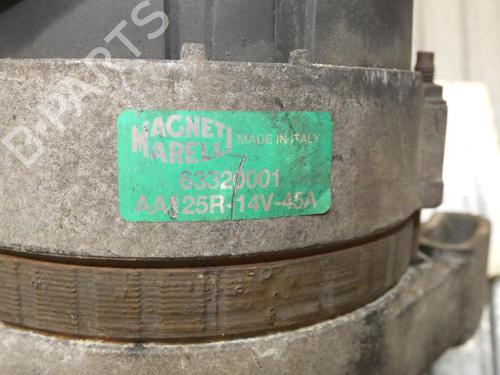 B-PARTS
MAGNETI
MARELLI
MADE IN ITALY
63320001
AA125R-14V-45A